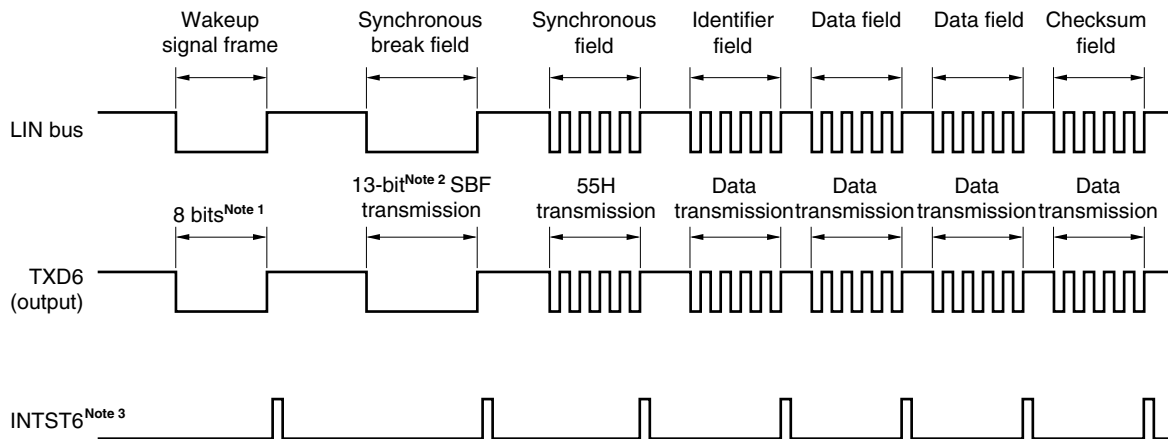 Wakeup
signal frame
Synchronous
break field
Synchronous
field
Identifier
field
Data field
Data field
Checksum
field
LIN bus
8 bitsNote 1
13-bitNote 2 SBF
transmission
55H
transmission
Data
transmission
Data
transmission
Data
transmission
Data
transmission
TXD6
(output)
INTST6Note 3